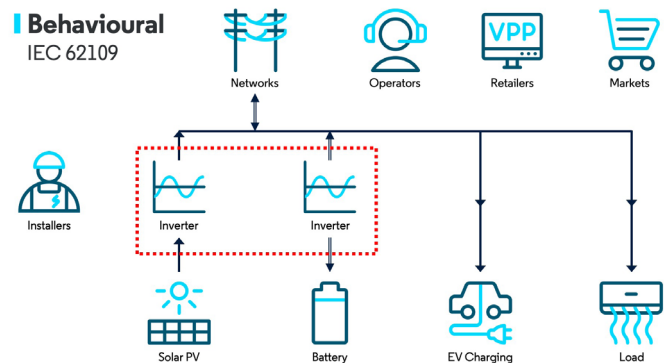 Behavioural
IEC 62109
VPP
Networks
Operators
Retailers
Markets
Installers
Inverter
Inverter
Solar PV
Battery
EV Charging
Load